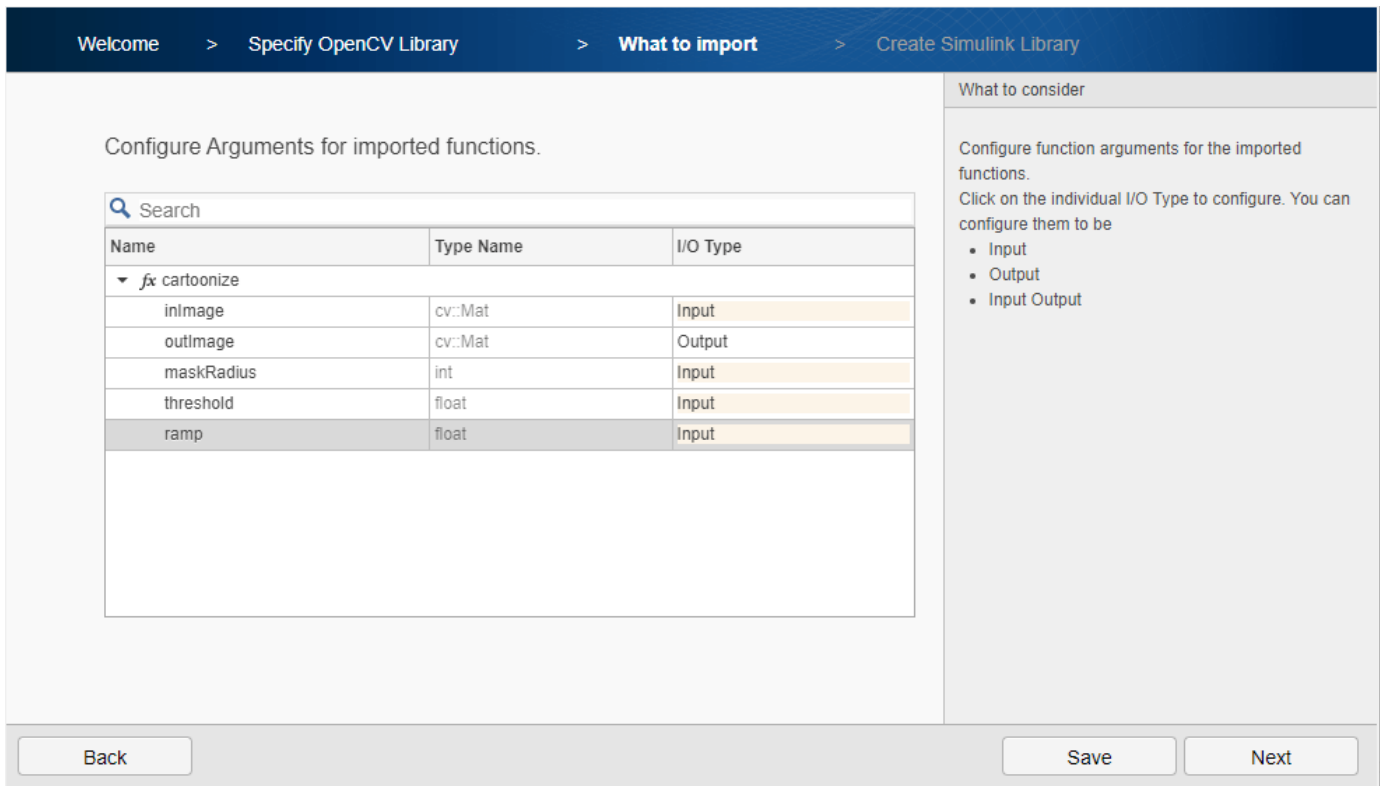 Welcome > Specify OpenCV Library > What to import > Create Simulink Library
What to consider
Configure Arguments for imported functions.
Search
Name Type Name I/O Type
fx cartoonize
inImage cv::Mat Input
outImage cv::Mat Output
maskRadius int Input
threshold float Input
ramp float Input
Configure function arguments for the imported
functions.
Click on the individual I/O Type to configure. You can
configure them to be
• Input
• Output
• Input Output
Back Save Next